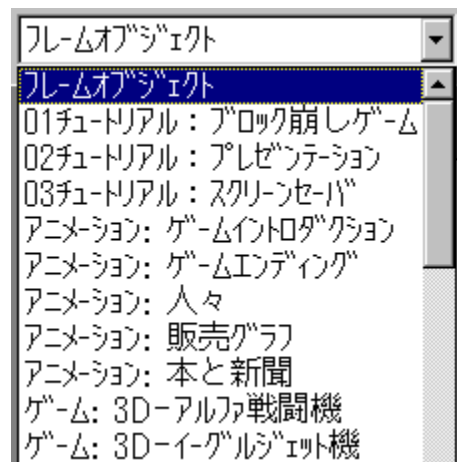 フレームオブジェクト
フレームオブジェクト
01チュートリアル：ブロック崩しゲーム
02チュートリアル：プレゼンテーション
03チュートリアル：スクリーンセーバ
アニメーション: ゲームイントロダクション
アニメーション: ゲームエンディング
アニメーション: 人々
アニメーション: 販売グラフ
アニメーション: 本と新聞
ゲーム: 3D－アルファ戦闘機
ゲーム: 3D－イーグルジェット機